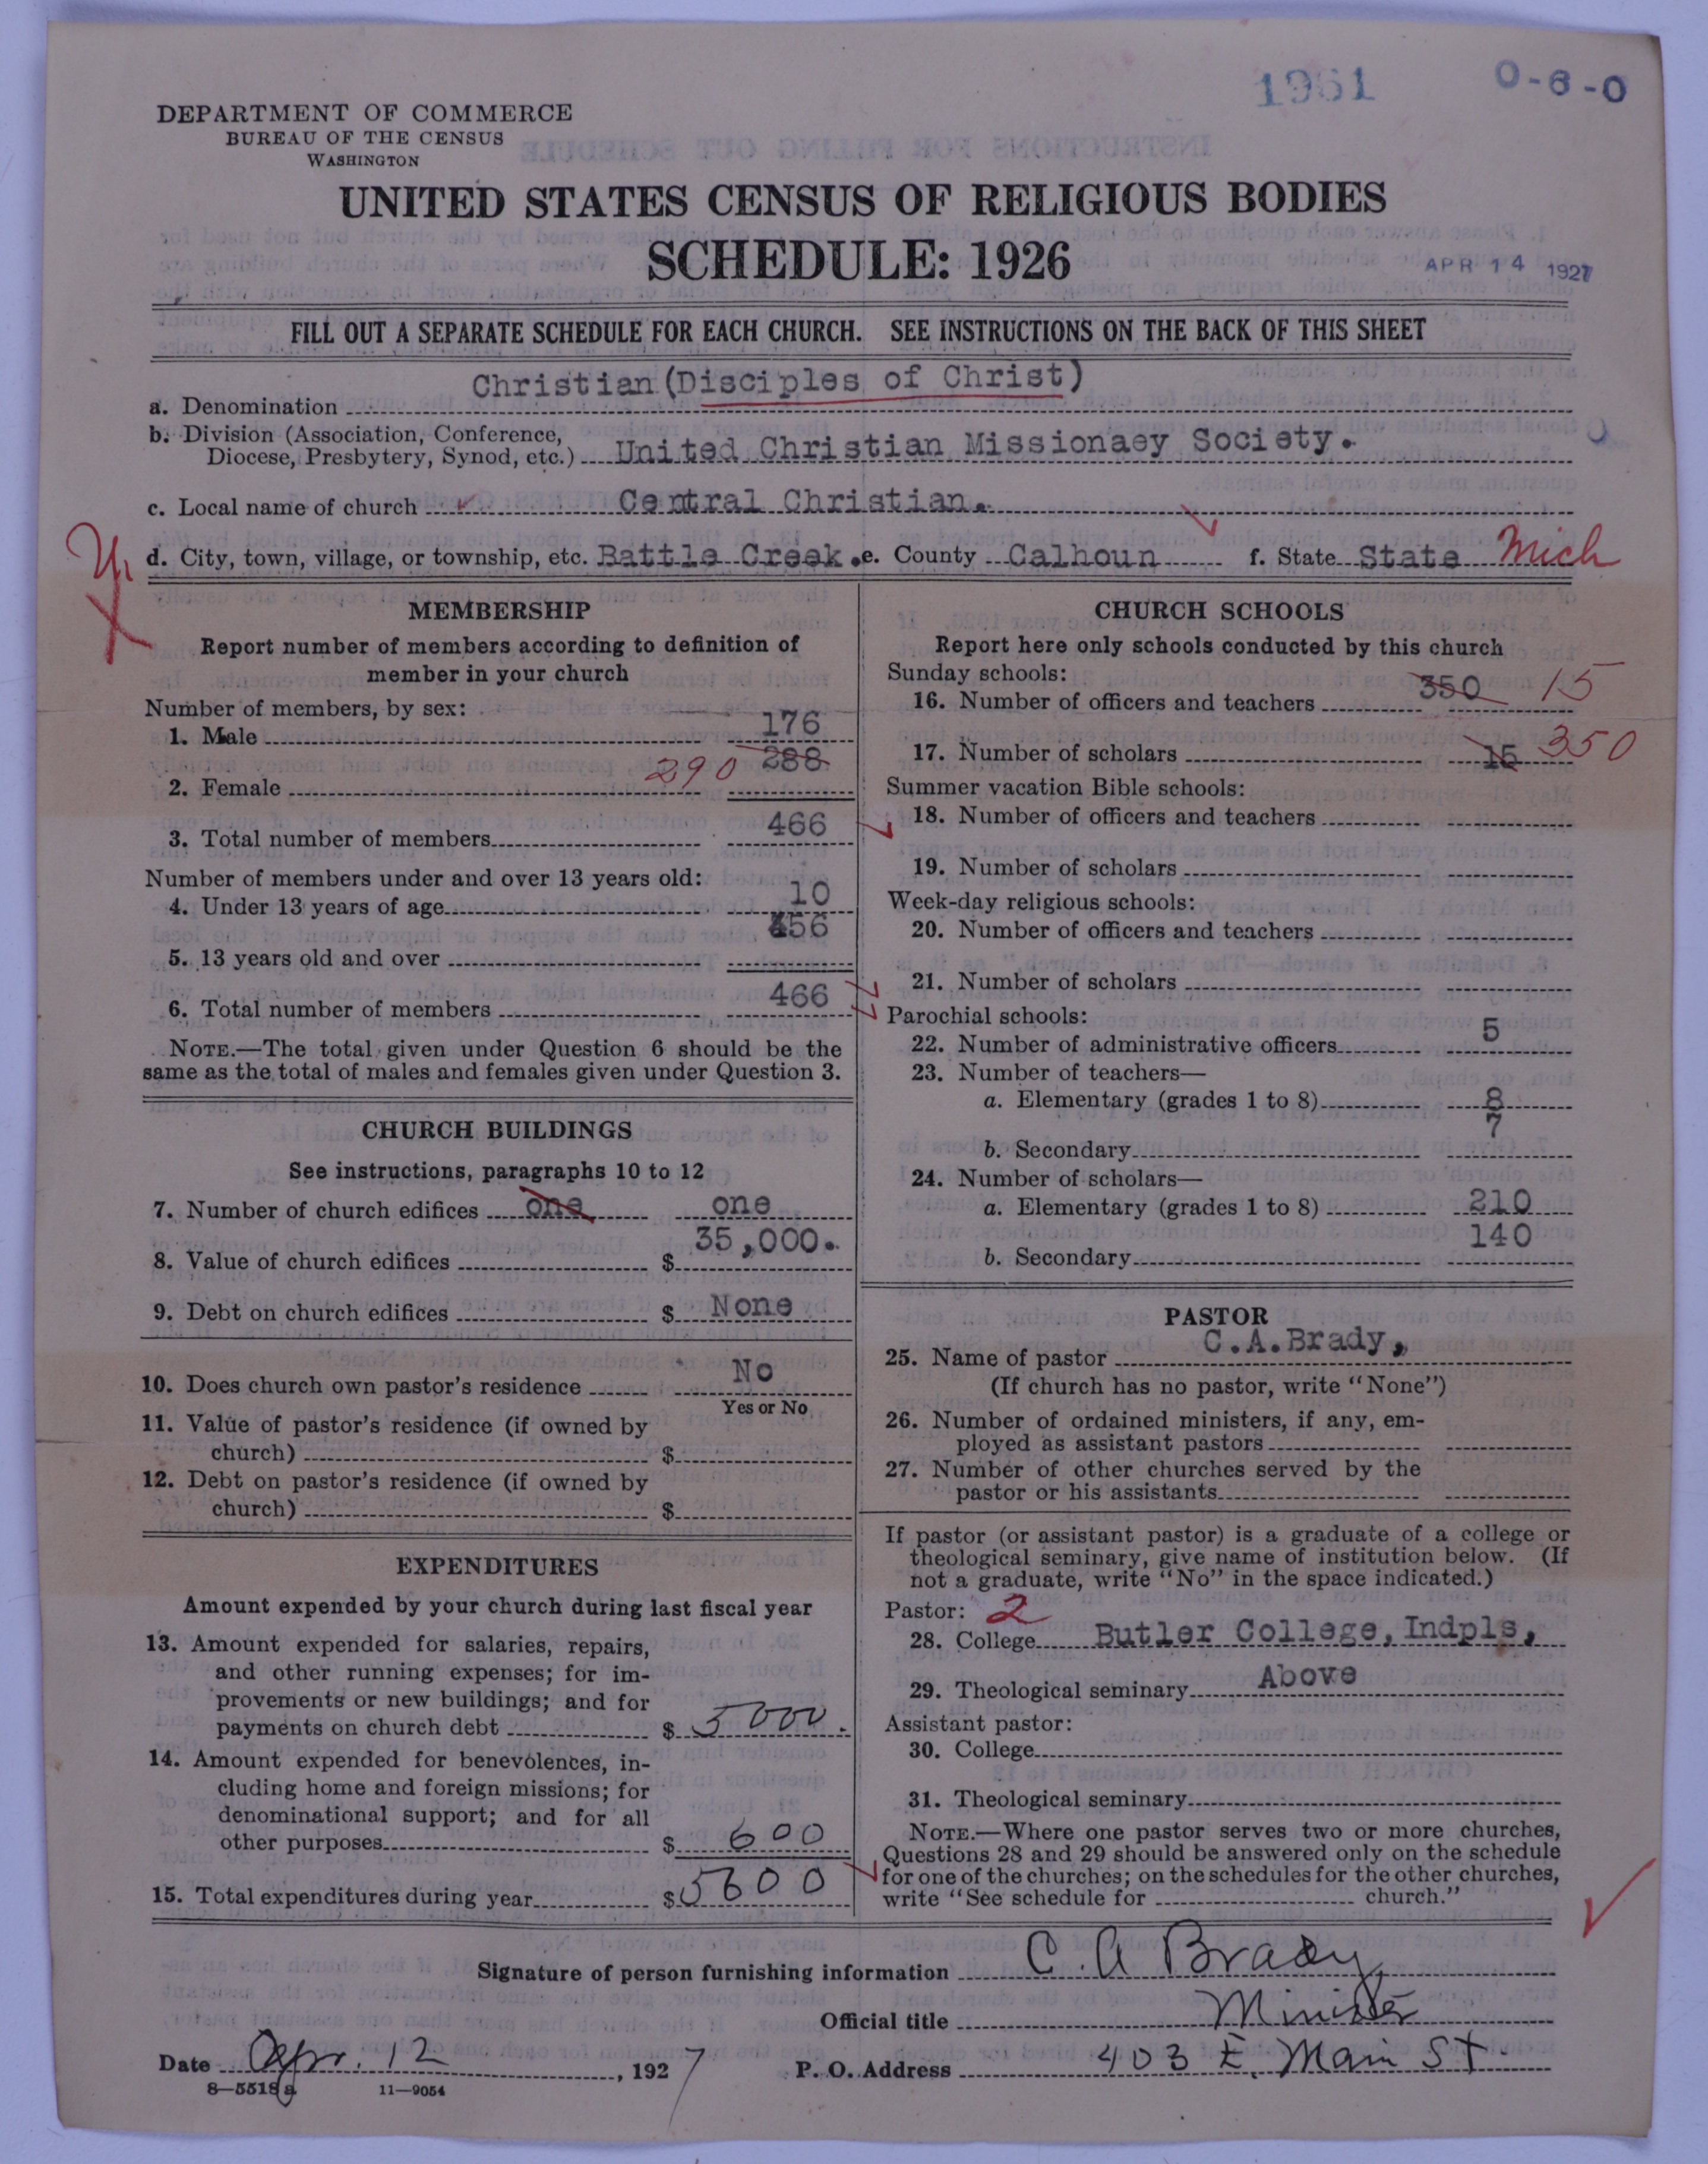 1961 0-6-0
DEPARTMENT OF COMMERCE
BUREAU OF THE CENSUS
WASHINGTON
UNITED STATES CENSUS OF RELIGIOUS BODIES
SCHEDULE: 1926
APR 14 1927
FILL OUT A SEPARATE SCHEDULE FOR EACH CHURCH. SEE INSTRUCTIONS ON THE BACK OF THIS SHEET
a. Denomination Christian (Disciples of Christ)
b. Division (Association, Conference,
Diocese, Presbytery, Synod, etc.) United Christian Missionaey Society.
c. Local name of church Central Christian.
d. City, town, village, or township, etc. Battle Creek. e. County Calhoun f. State State Mich
MEMBERSHIP
Report number of members according to definition of
member in your church
Number of members, by sex:
1. Male 176
2. Female 290 288
3. Total number of members 466
Number of members under and over 13 years old:
4. Under 13 years of age 10
5. 13 years old and over 456
6. Total number of members 466
NOTE.—The total given under Question 6 should be the
same as the total of males and females given under Question 3.
CHURCH BUILDINGS
See instructions, paragraphs 10 to 12
7. Number of church edifices one one
8. Value of church edifices $ 35,000.
9. Debt on church edifices $ None
10. Does church own pastor's residence No
Yes or No
11. Value of pastor's residence (if owned by
church) $
12. Debt on pastor's residence (if owned by
church) $
EXPENDITURES
Amount expended by your church during last fiscal year
13. Amount expended for salaries, repairs,
and other running expenses; for im-
provements or new buildings; and for
payments on church debt $ 5000.
14. Amount expended for benevolences, in-
cluding home and foreign missions; for
denominational support; and for all
other purposes $ 600
15. Total expenditures during year $ 5600
CHURCH SCHOOLS
Report here only schools conducted by this church
Sunday schools:
16. Number of officers and teachers 350 15
17. Number of scholars 15 350
Summer vacation Bible schools:
18. Number of officers and teachers
19. Number of scholars
Week-day religious schools:
20. Number of officers and teachers
21. Number of scholars
Parochial schools:
22. Number of administrative officers 5
23. Number of teachers—
a. Elementary (grades 1 to 8) 8
b. Secondary 7
24. Number of scholars—
a. Elementary (grades 1 to 8) 210
b. Secondary 140
PASTOR
25. Name of pastor C.A.Brady,
(If church has no pastor, write "None")
26. Number of ordained ministers, if any, em-
ployed as assistant pastors
27. Number of other churches served by the
pastor or his assistants
If pastor (or assistant pastor) is a graduate of a college or
theological seminary, give name of institution below. (If
not a graduate, write "No" in the space indicated.)
Pastor: 2
28. College Butler College, Indpls,
29. Theological seminary Above
Assistant pastor:
30. College
31. Theological seminary
NOTE.—Where one pastor serves two or more churches,
Questions 28 and 29 should be answered only on the schedule
for one of the churches; on the schedules for the other churches,
write "See schedule for church."
Signature of person furnishing information C. A Brady
Official title Minister
Date Apr. 12, 1927 P. O. Address 403 E. Main St.
8—5518a 11—9054